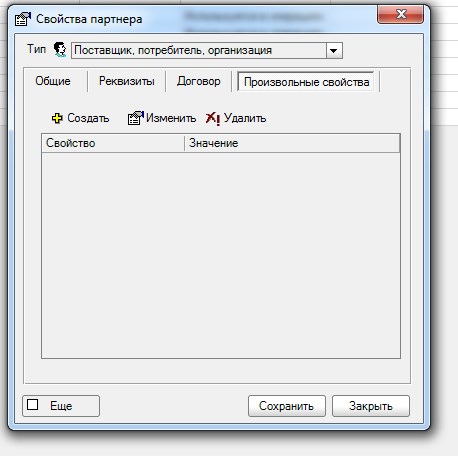 Свойства партнера
Тип Поставщик, потребитель, организация
Общие Реквизиты Договор Произвольные свойства
Создать Изменить Удалить
Свойство Значение
Еще Сохранить Закрыть